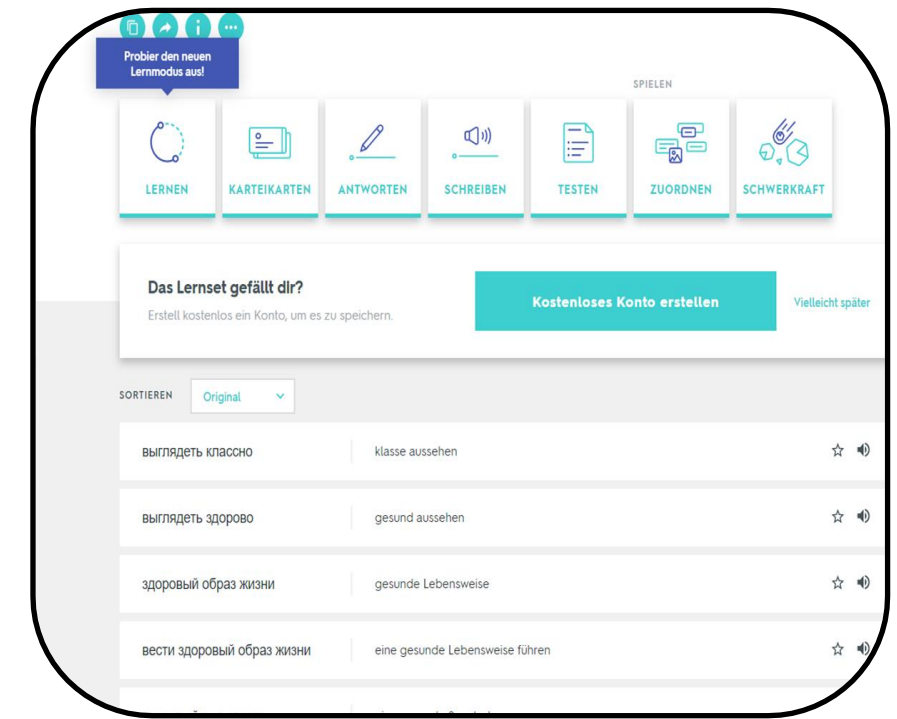 Probier den neuen
Lernmodus aus!
SPIELEN
LERNEN
KARTEIKARTEN
ANTWORTEN
SCHREIBEN
TESTEN
ZUORDNEN
SCHWERKRAFT
Das Lernset gefällt dir?
Erstell kostenlos ein Konto, um es zu speichern.
Kostenloses Konto erstellen
Vielleicht später
SORTIEREN
Original
выглядеть классно
klasse aussehen
выглядеть здорово
gesund aussehen
здоровый образ жизни
gesunde Lebensweise
вести здоровый образ жизни
eine gesunde Lebensweise führen